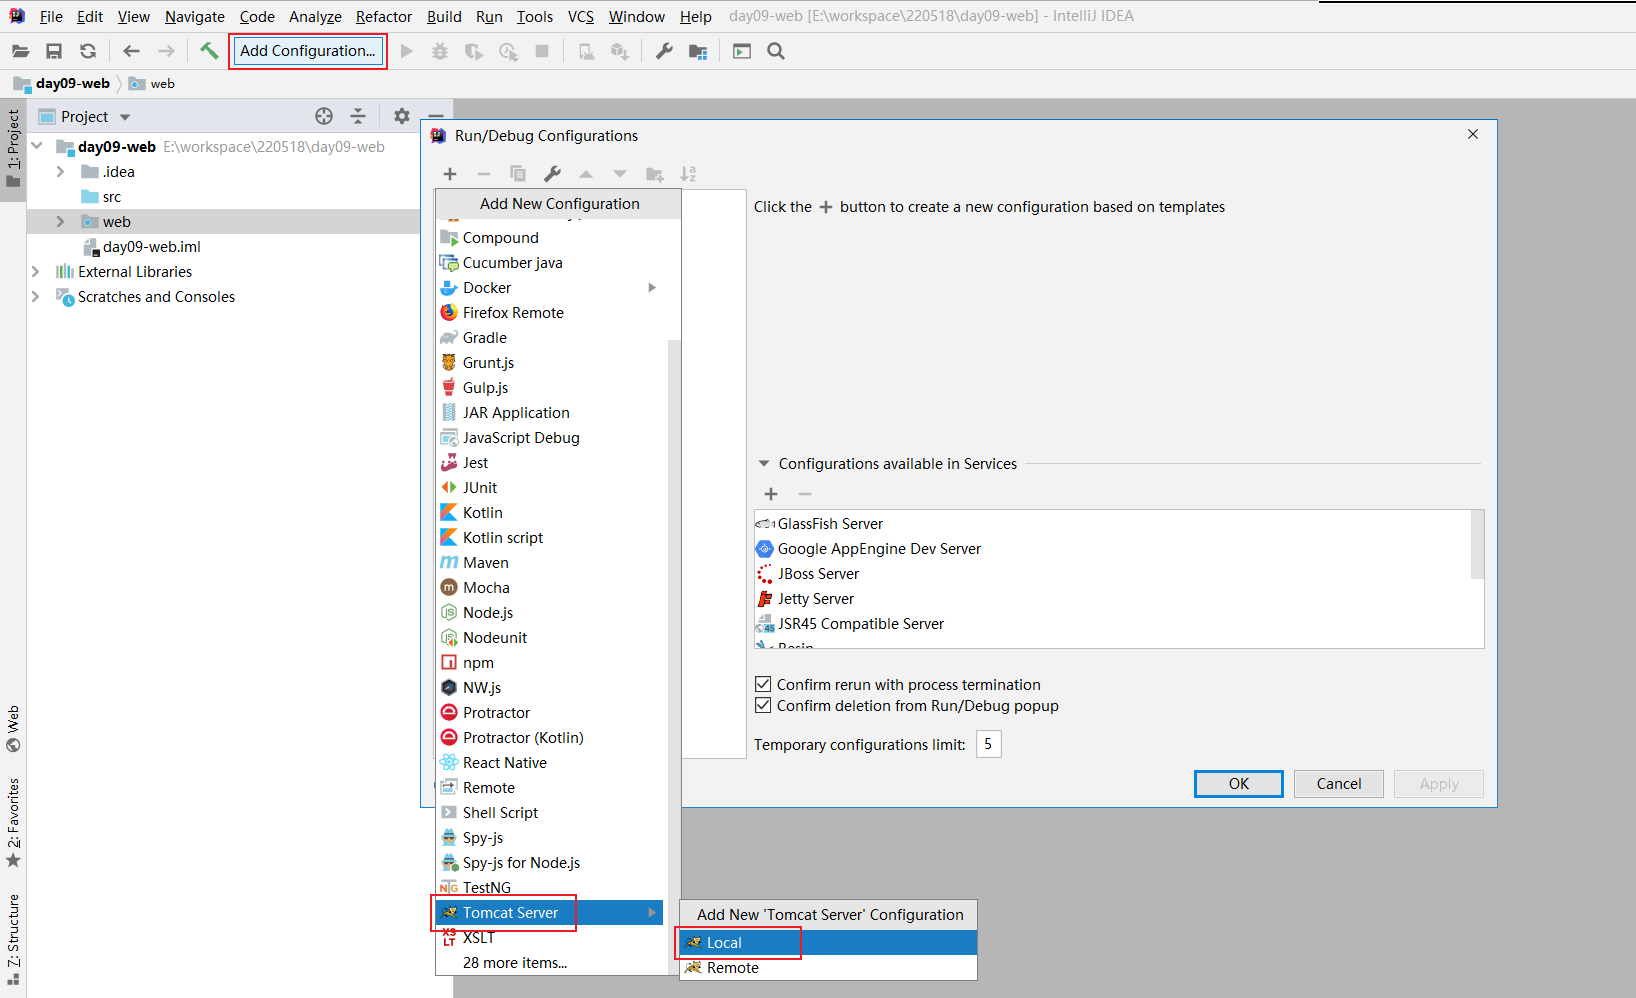 File Edit View Navigate Code Analyze Refactor Build Run Tools VCS Window Help day09-web [E:\workspace\220518\day09-web] - IntelliJ IDEA
Add Configuration...
day09-web web
1: Project
Project
day09-web E:\workspace\220518\day09-web
.idea
src
web
day09-web.iml
External Libraries
Scratches and Consoles
Web
2: Favorites
7: Structure
Run/Debug Configurations
Add New Configuration
Compound
Cucumber java
Docker
Firefox Remote
Gradle
Grunt.js
Gulp.js
JAR Application
JavaScript Debug
Jest
JUnit
Kotlin
Kotlin script
Maven
Mocha
Node.js
Nodeunit
npm
NW.js
Protractor
Protractor (Kotlin)
React Native
Remote
Shell Script
Spy-js
Spy-js for Node.js
TestNG
Tomcat Server
XSLT
28 more items...
Add New 'Tomcat Server' Configuration
Local
Remote
Click the + button to create a new configuration based on templates
Configurations available in Services
GlassFish Server
Google AppEngine Dev Server
JBoss Server
Jetty Server
JSR45 Compatible Server
Resin
Confirm rerun with process termination
Confirm deletion from Run/Debug popup
Temporary configurations limit: 5
OK Cancel Apply